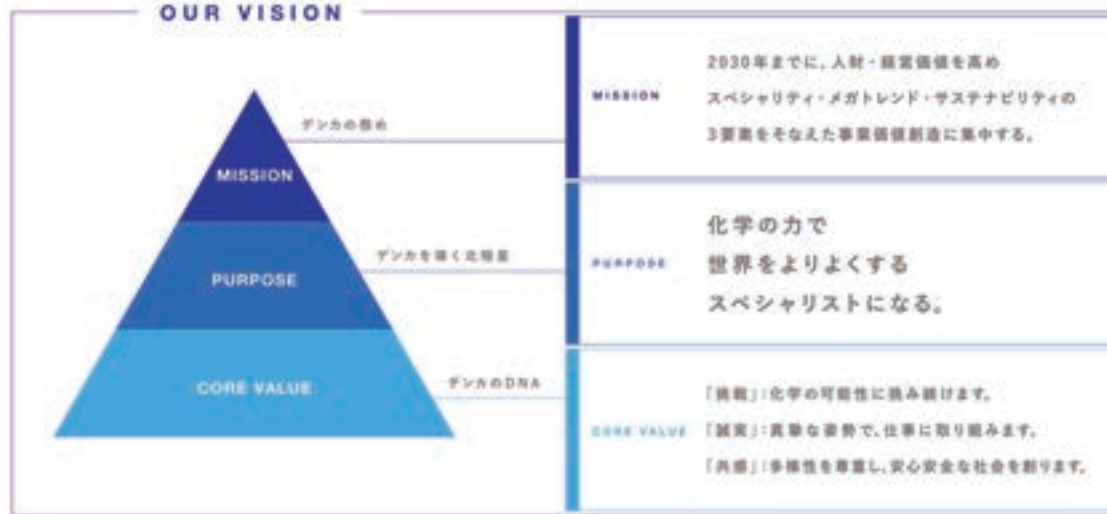 OUR VISION
MISSION
デンカの務め
MISSION
2030年までに、人財・経営価値を高め
スペシャリティ・メガトレンド・サステナビリティの
3要素をそなえた事業価値創造に集中する。
PURPOSE
デンカを導く北極星
PURPOSE
化学の力で
世界をよりよくする
スペシャリストになる。
CORE VALUE
デンカのDNA
CORE VALUE
「挑戦」:化学の可能性に挑み続けます。
「誠実」:真摯な姿勢で、仕事に取り組みます。
「共感」:多様性を尊重し、安心安全な社会を創ります。